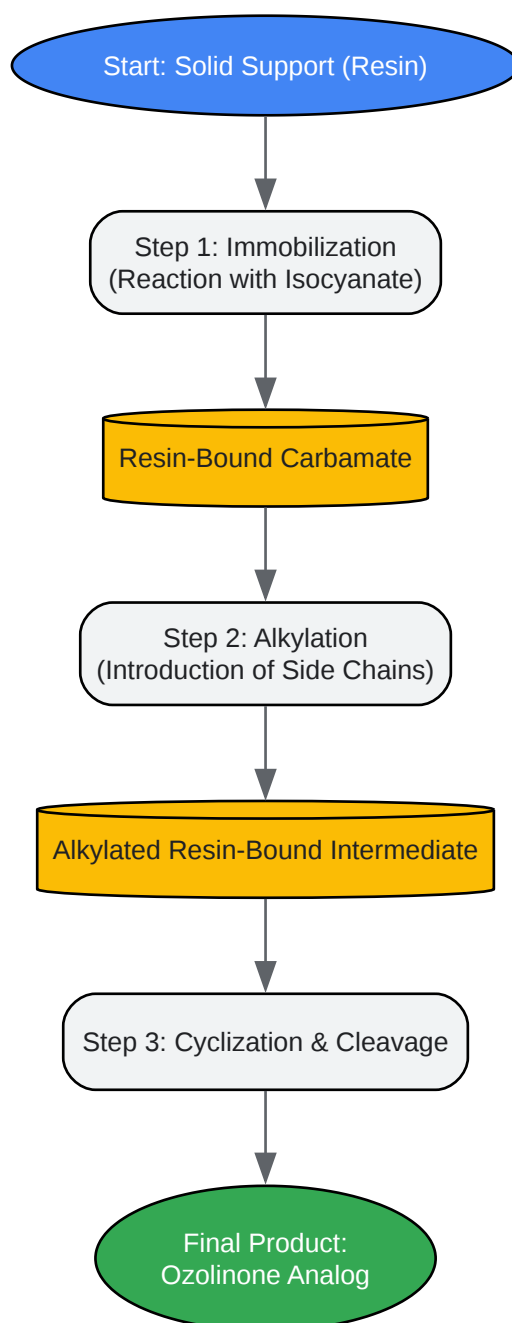 Start: Solid Support (Resin)
Step 1: Immobilization
(Reaction with Isocyanate)
Resin-Bound Carbamate
Step 2: Alkylation
(Introduction of Side Chains)
Alkylated Resin-Bound Intermediate
Step 3: Cyclization & Cleavage
Final Product:
Ozolinone Analog